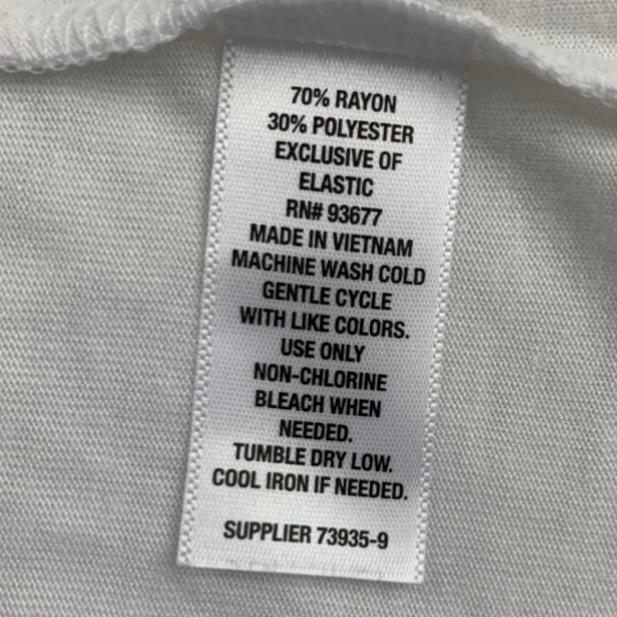 70% RAYON
30% POLYESTER
EXCLUSIVE OF
ELASTIC
RN# 93677
MADE IN VIETNAM
MACHINE WASH COLD
GENTLE CYCLE
WITH LIKE COLORS.
USE ONLY
NON-CHLORINE
BLEACH WHEN
NEEDED.
TUMBLE DRY LOW.
COOL IRON IF NEEDED.
SUPPLIER 73935-9